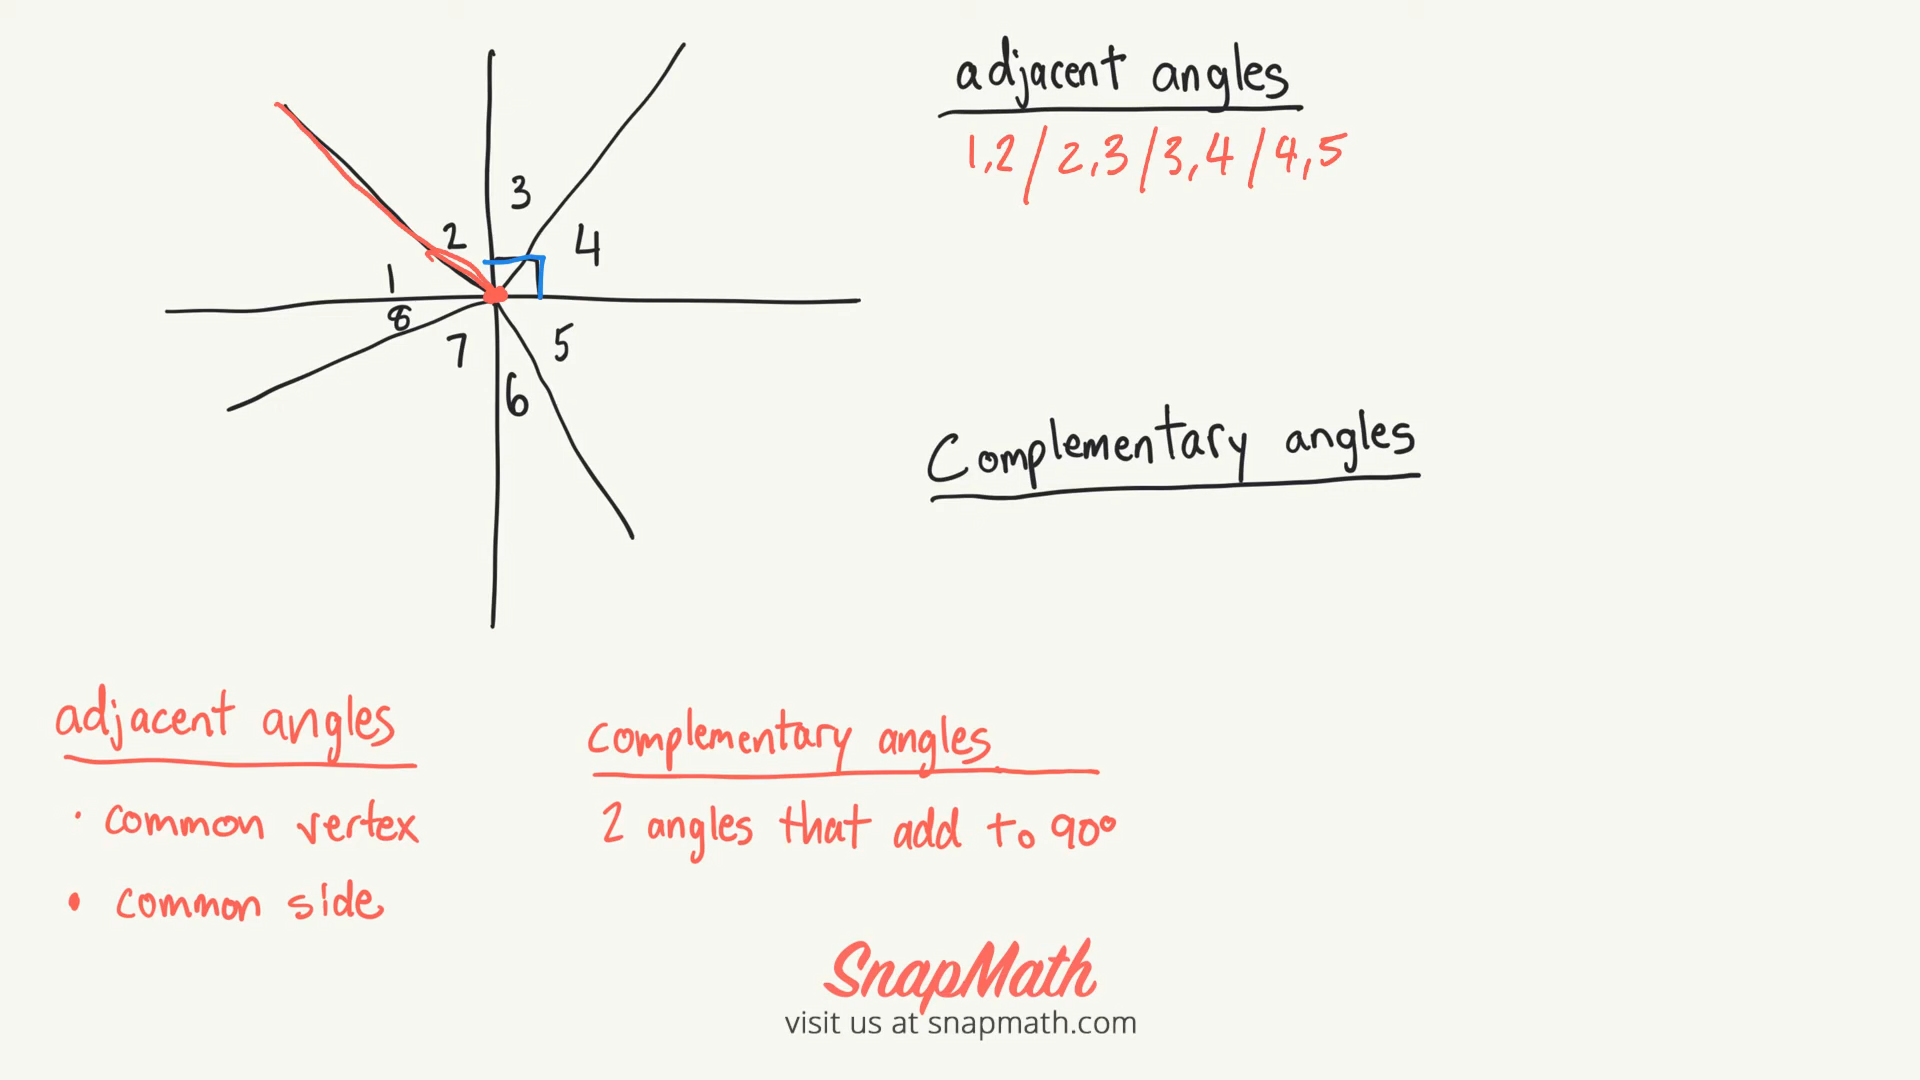 adjacent angles
1,2 / 2,3 / 3,4 / 4,5
3
2
4
1
8
7
5
6
Complementary angles
adjacent angles
• common vertex
• common side
complementary angles
2 angles that add to 90°
SnapMath
visit us at snapmath.com